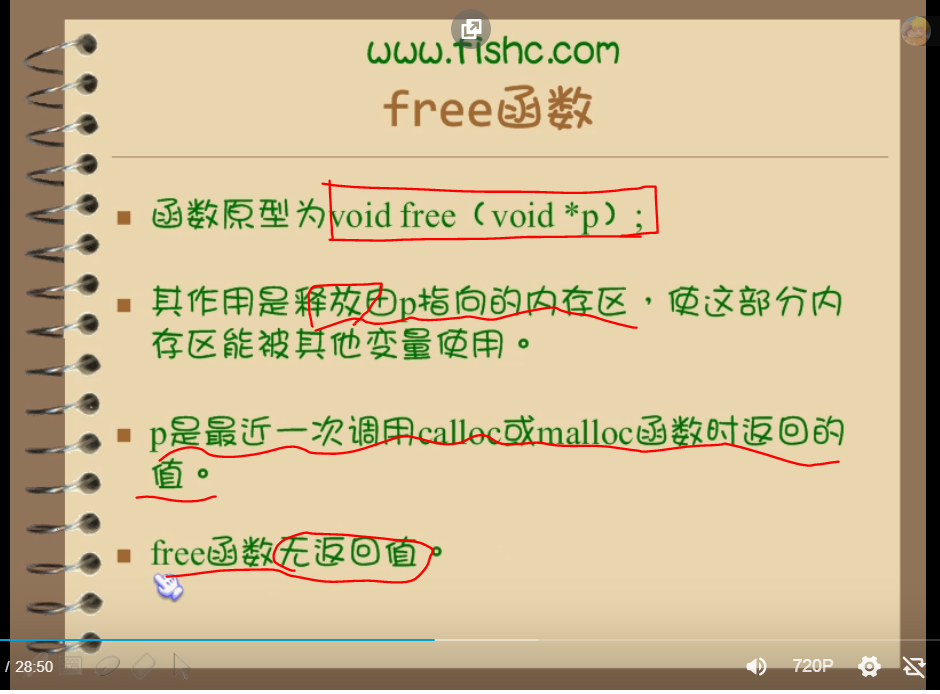 www.fishc.com
free函数
函数原型为void free（void *p）;
其作用是释放由p指向的内存区，使这部分内
存区能被其他变量使用。
p是最近一次调用calloc或malloc函数时返回的
值。
free函数无返回值。
/ 28:50
720P